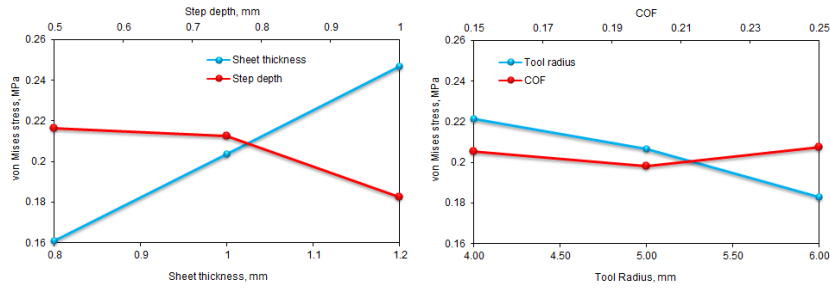 Step depth, mm
0.5 0.6 0.7 0.8 0.9 1
0.26
0.24
0.22
0.2
0.18
0.16
von Mises stress, MPa
Sheet thickness
Step depth
0.8 0.9 1 1.1 1.2
Sheet thickness, mm
COF
0.15 0.17 0.19 0.21 0.23 0.25
0.26
0.24
0.22
0.2
0.18
0.16
von Mises stress, MPa
Tool radius
COF
4.00 4.50 5.00 5.50 6.00
Tool Radius, mm